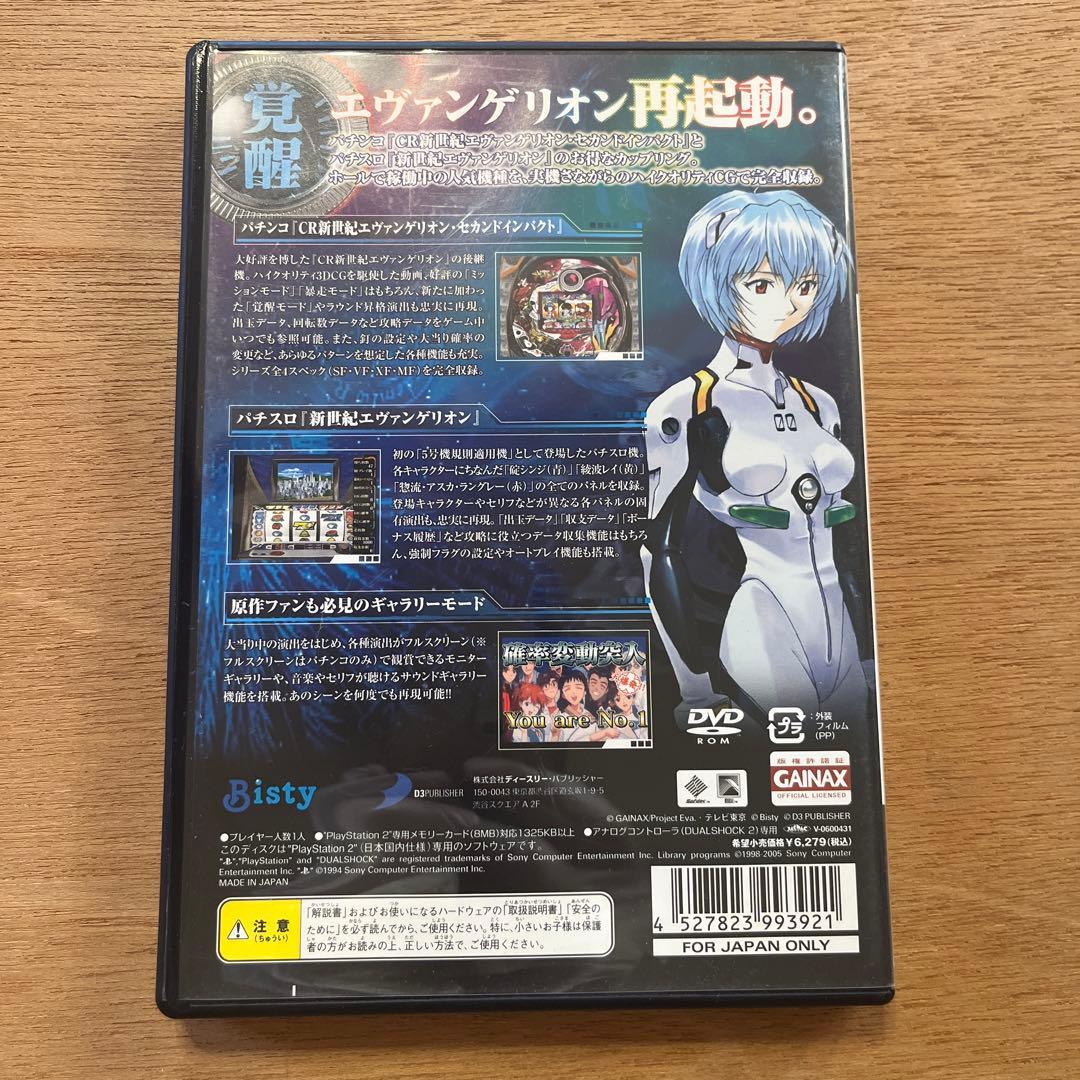 覚醒
エヴァンゲリオン再起動。
パチンコ『CR新世紀エヴァンゲリオン・セカンドインパクト』と
パチスロ『新世紀エヴァンゲリオン』のお得なカップリング。
ホールで稼働中の人気機種を、実機さながらのハイクオリティCGで完全収録。
パチンコ『CR新世紀エヴァンゲリオン・セカンドインパクト』
大好評を博した『CR新世紀エヴァンゲリオン』の後継
機。ハイクオリティ3DCGを駆使した動画、好評の「ミッ
ションモード」「暴走モード」はもちろん、新たに加わっ
た「覚醒モード」やラウンド昇格演出も忠実に再現。
出玉データ、回転数データなど攻略データをゲーム中
いつでも参照可能。また、釘の設定や大当り確率の
変更など、あらゆるパターンを想定した各種機能も充実。
シリーズ全4スペック(SF・VF・XF・MF)を完全収録。
パチスロ『新世紀エヴァンゲリオン』
初の「5号機規則適用機」として登場したパチスロ機。
各キャラクターにちなんだ「碇シンジ(青)」「綾波レイ(黄)」
「惣流・アスカ・ラングレー(赤)」の全てのパネルを収録。
登場キャラクターやセリフなどが異なる各パネルの固
有演出も、忠実に再現。「出玉データ」「収支データ」「ボー
ナス履歴」など攻略に役立つデータ収集機能はもちろ
ん、強制フラグの設定やオートプレイ機能も搭載。
原作ファンも必見のギャラリーモード
大当り中の演出をはじめ、各種演出がフルスクリーン(※
フルスクリーンはパチンコのみ)で観賞できるモニター
ギャラリーや、音楽やセリフが聴けるサウンドギャラリー
機能を搭載。あのシーンを何度でも再現可能!!
確率変動突入
You are No.1
00
DVD
ROM
プラ
:外装
フィルム
(PP)
Bisty
D3PUBLISHER
株式会社ディースリー・パブリッシャー
150-0043 東京都渋谷区道玄坂1-9-5
渋谷スクエア A 2F
Sofdec
版権許諾証
GAINAX
OFFICIAL LICENSED
© GAINAX/Project Eva.・テレビ東京 © Bisty © D3 PUBLISHER
●プレイヤー人数1人 ●"PlayStation 2"専用メモリーカード(8MB)対応1325KB以上 ●アナログコントローラ(DUALSHOCK 2)専用 V-0600431
このディスクは"PlayStation 2"(日本国内仕様)専用のソフトウェアです。
希望小売価格¥6,279(税込)
"PlayStation" and "DUALSHOCK" are registered trademarks of Sony Computer Entertainment Inc. Library programs ©1998-2005 Sony Computer
Entertainment Inc. ©1994 Sony Computer Entertainment Inc.
MADE IN JAPAN
注意
(ちゅうい)
「解説書」およびお使いになるハードウェアの「取扱説明書」「安全の
ために」を必ず読んでから、ご使用ください。特に、小さいお子様は保護
者の方がお読みの上、正しい方法で、ご使用ください。
4 527823 993921
FOR JAPAN ONLY